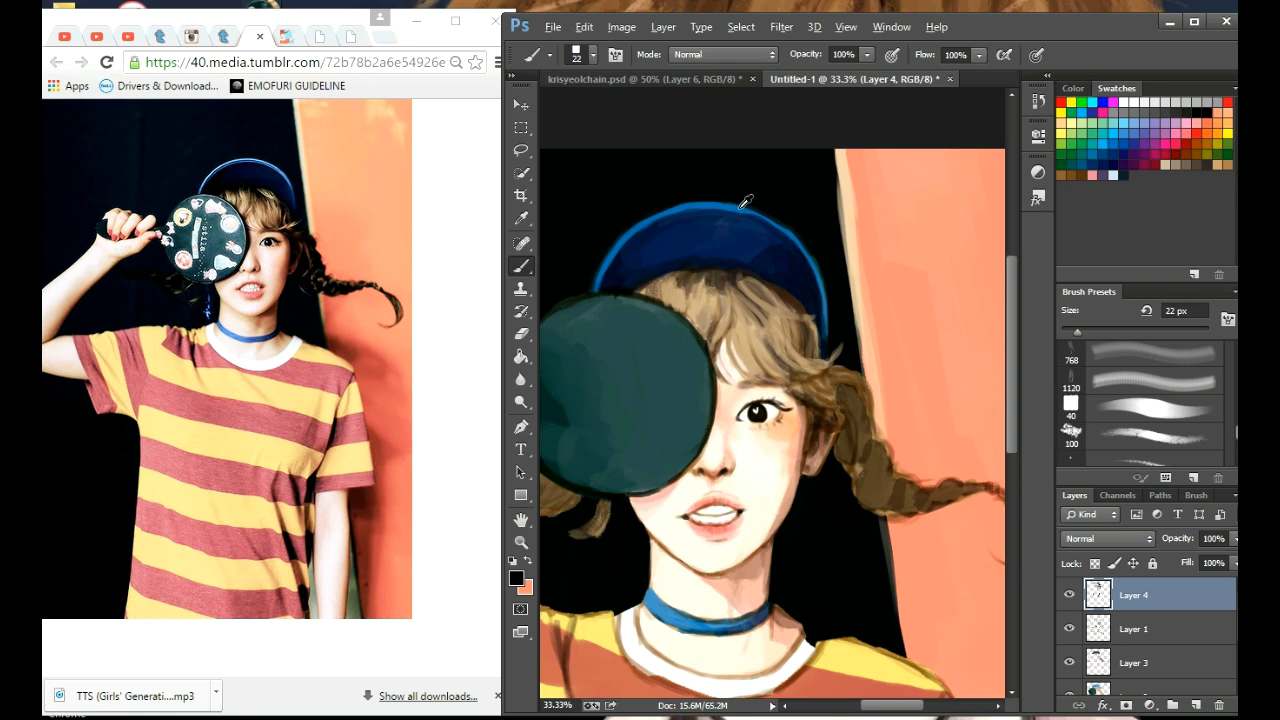 Ps File Edit Image Layer Type Select Filter 3D View Window Help
22 Mode: Normal Opacity: 100% Flow: 100%
https://40.media.tumblr.com/72b78b2a6e54926e
Apps DELL Drivers & Download... EMOFURI GUIDELINE
krisyeolchain.psd @ 50% (Layer 6, RGB/8) * × Untitled-1 @ 33.3% (Layer 4, RGB/8) * ×
Color Swatches
Brush Presets
Size: 22 px
768
1120
40
100
Layers Channels Paths Brush
Kind
Normal Opacity: 100%
Lock: Fill: 100%
Layer 4
Layer 1
Layer 3
TTS (Girls' Generati....mp3
Show all downloads...
33.33% Doc: 15.6M/65.2M